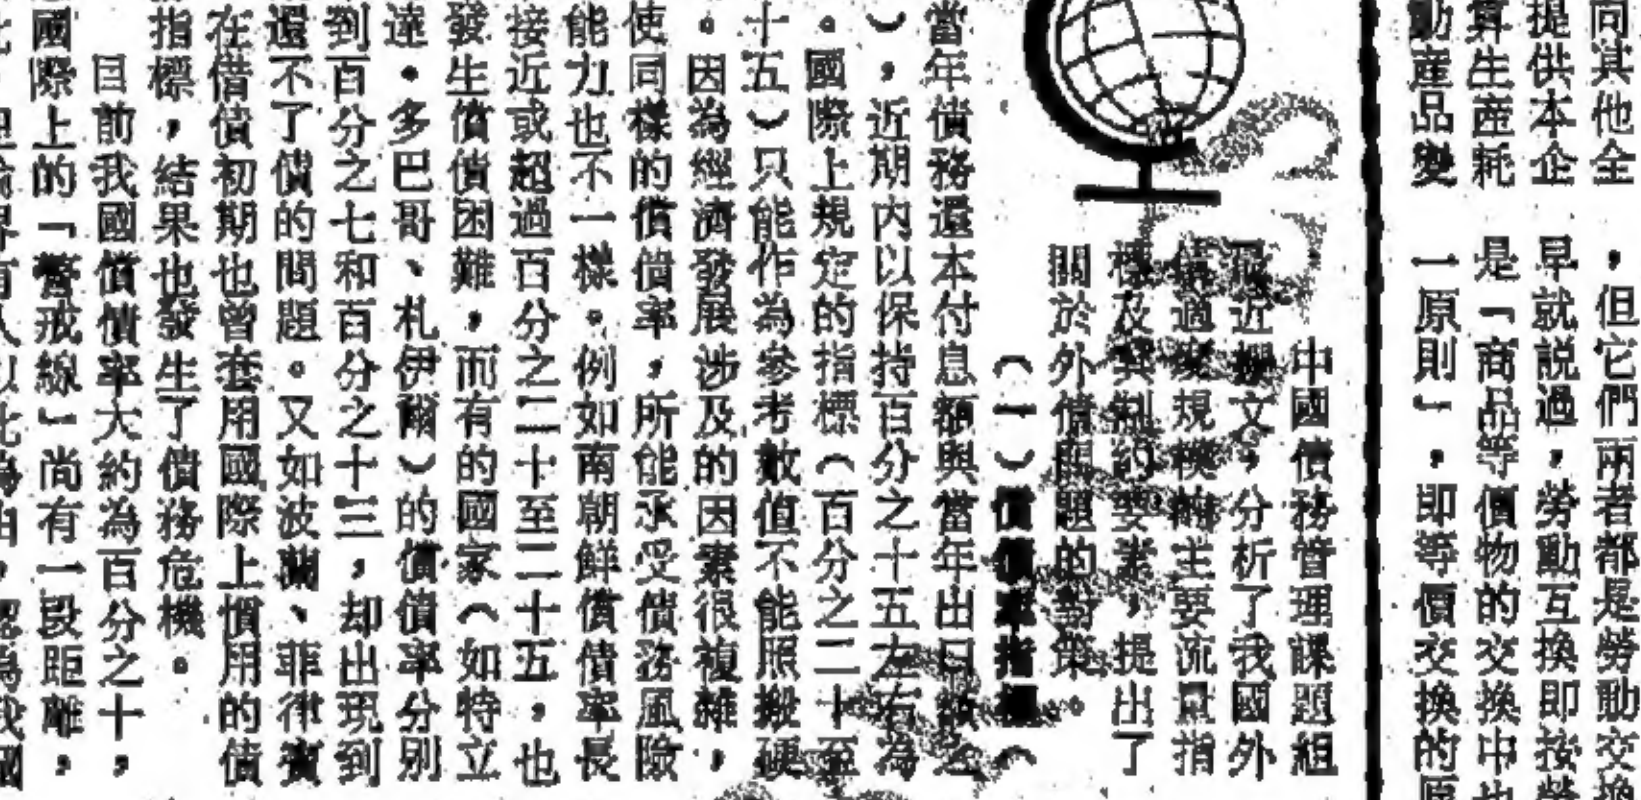 同其他全
提供本企
算生產耗
動產品變
，但它們兩者都是勞動交換
早就説過，勞動互換即按勞
是「商品等價物的交換中也
一原則」，即等價交換的原
中國債務管理課題組
最近撰文，分析了我國外
債適度規模的主要流量指
標及其制約要素，提出了
關於外債問題的對策。
（一）償債率指標（
當年債務還本付息額與當年出口
），近期內以保持百分之十五左右為
。國際上規定的指標（百分之二十至
十五）只能作為參考數值不能照搬硬
。因為經濟發展涉及的因素很複雜，
使同樣的償債率，所能承受債務風險
能力也不一樣。例如南朝鮮償債率長
接近或超過百分之二十至二十五，也
發生償債困難，而有的國家（如特立
達·多巴哥、札伊爾）的償債率分別
到百分之七和百分之十三，却出現到
還不了債的問題。又如波蘭、菲律賓
在借債初期也曾套用國際上慣用的債
指標，結果也發生了債務危機。
目前我國償債率大約為百分之十，
國際上的「警戒線」尚有一段距離，